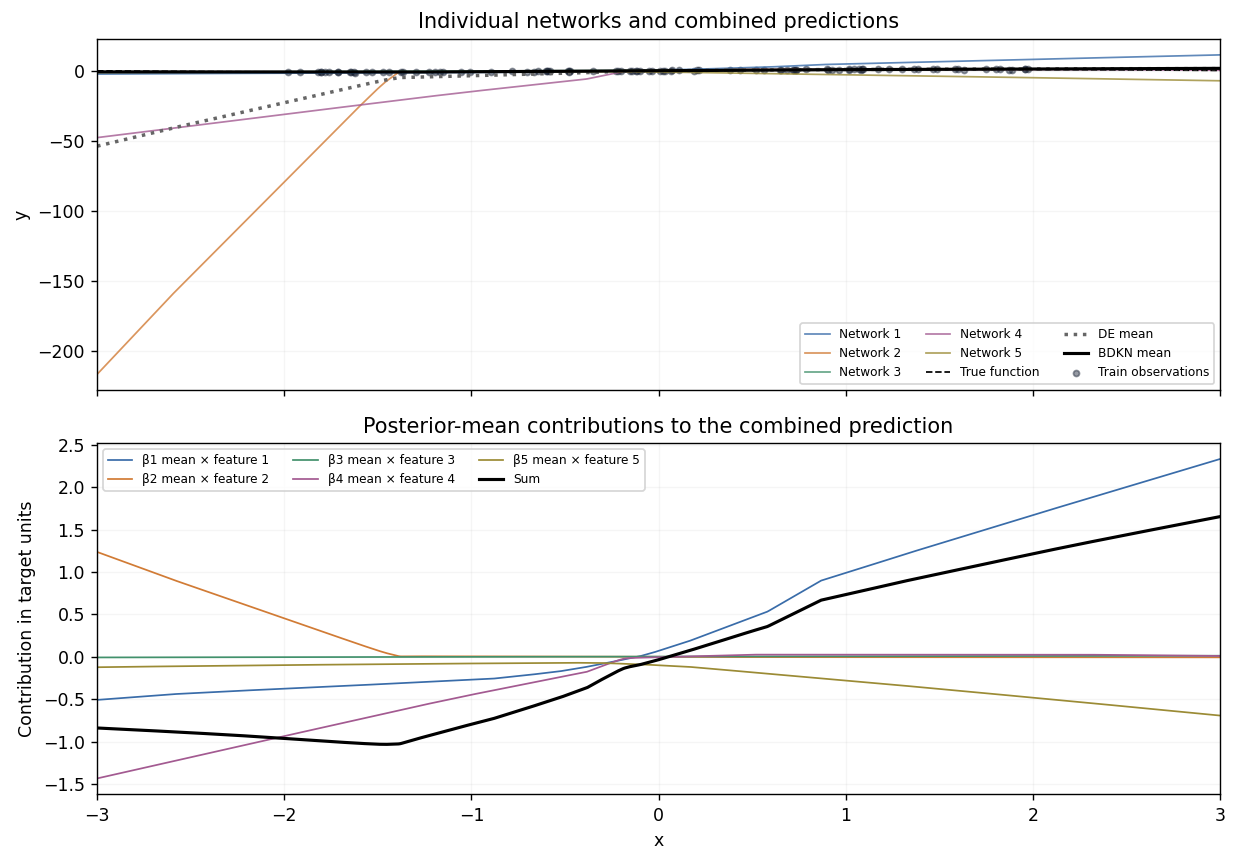 Individual networks and combined predictions
y
0
−50
−100
−150
−200
Network 1
Network 2
Network 3
Network 4
Network 5
True function
DE mean
BDKN mean
Train observations
Posterior-mean contributions to the combined prediction
Contribution in target units
2.5
2.0
1.5
1.0
0.5
0.0
−0.5
−1.0
−1.5
β1 mean × feature 1
β2 mean × feature 2
β3 mean × feature 3
β4 mean × feature 4
β5 mean × feature 5
Sum
−3
−2
−1
0
1
2
3
x